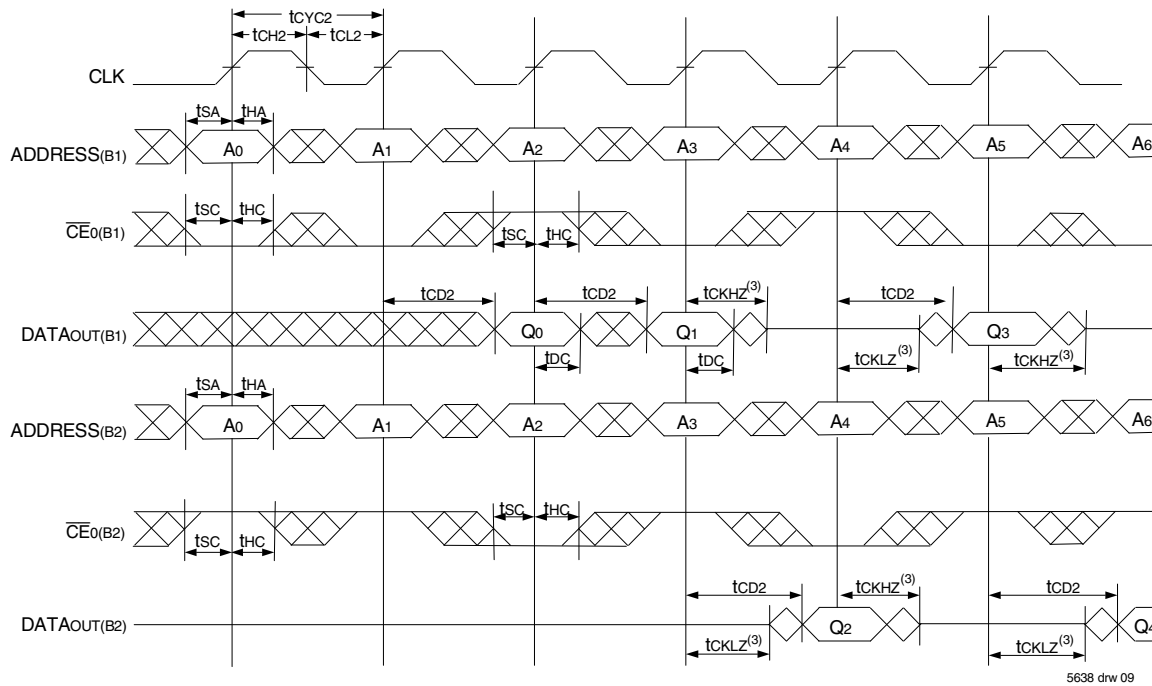 tCYC2
tCH2 tCL2
CLK
tSA tHA
ADDRESS(B1) A0 A1 A2 A3 A4 A5 A6
tSC tHC
CE0(B1)
tSC tHC
tCD2 tCD2 tCKHZ(3) tCD2
DATAOUT(B1) Q0 Q1 Q3
tDC tDC tCKLZ(3) tCKHZ(3)
tSA tHA
ADDRESS(B2) A0 A1 A2 A3 A4 A5 A6
tSC tHC
CE0(B2)
tSC tHC
tCD2 tCKHZ(3) tCD2
DATAOUT(B2) Q2 Q4
tCKLZ(3) tCKLZ(3)
5638 drw 09